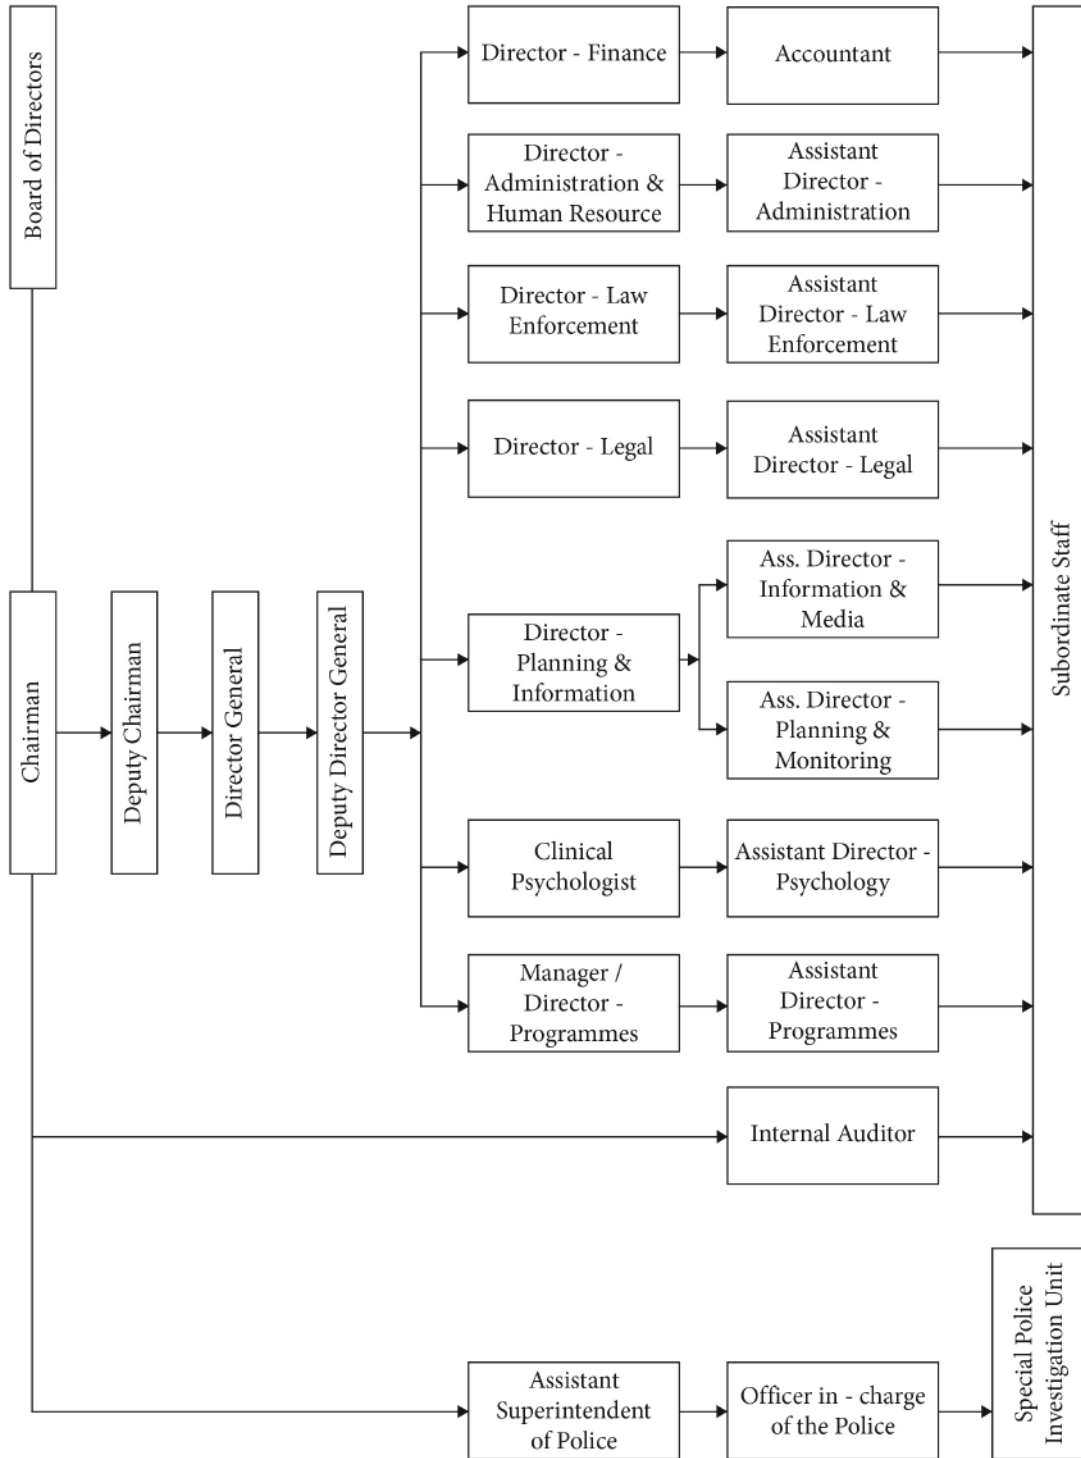 Board of Directors
Chairman
Deputy Chairman
Director General
Deputy Director General
Director - Finance
Accountant
Director -
Administration &
Human Resource
Assistant
Director -
Administration
Director - Law
Enforcement
Assistant
Director - Law
Enforcement
Director - Legal
Assistant
Director - Legal
Director -
Planning &
Information
Ass. Director -
Information &
Media
Ass. Director -
Planning &
Monitoring
Clinical
Psychologist
Assistant Director -
Psychology
Manager /
Director -
Programmes
Assistant
Director -
Programmes
Internal Auditor
Subordinate Staff
Assistant
Superintendent
of Police
Officer in - charge
of the Police
Special Police
Investigation Unit